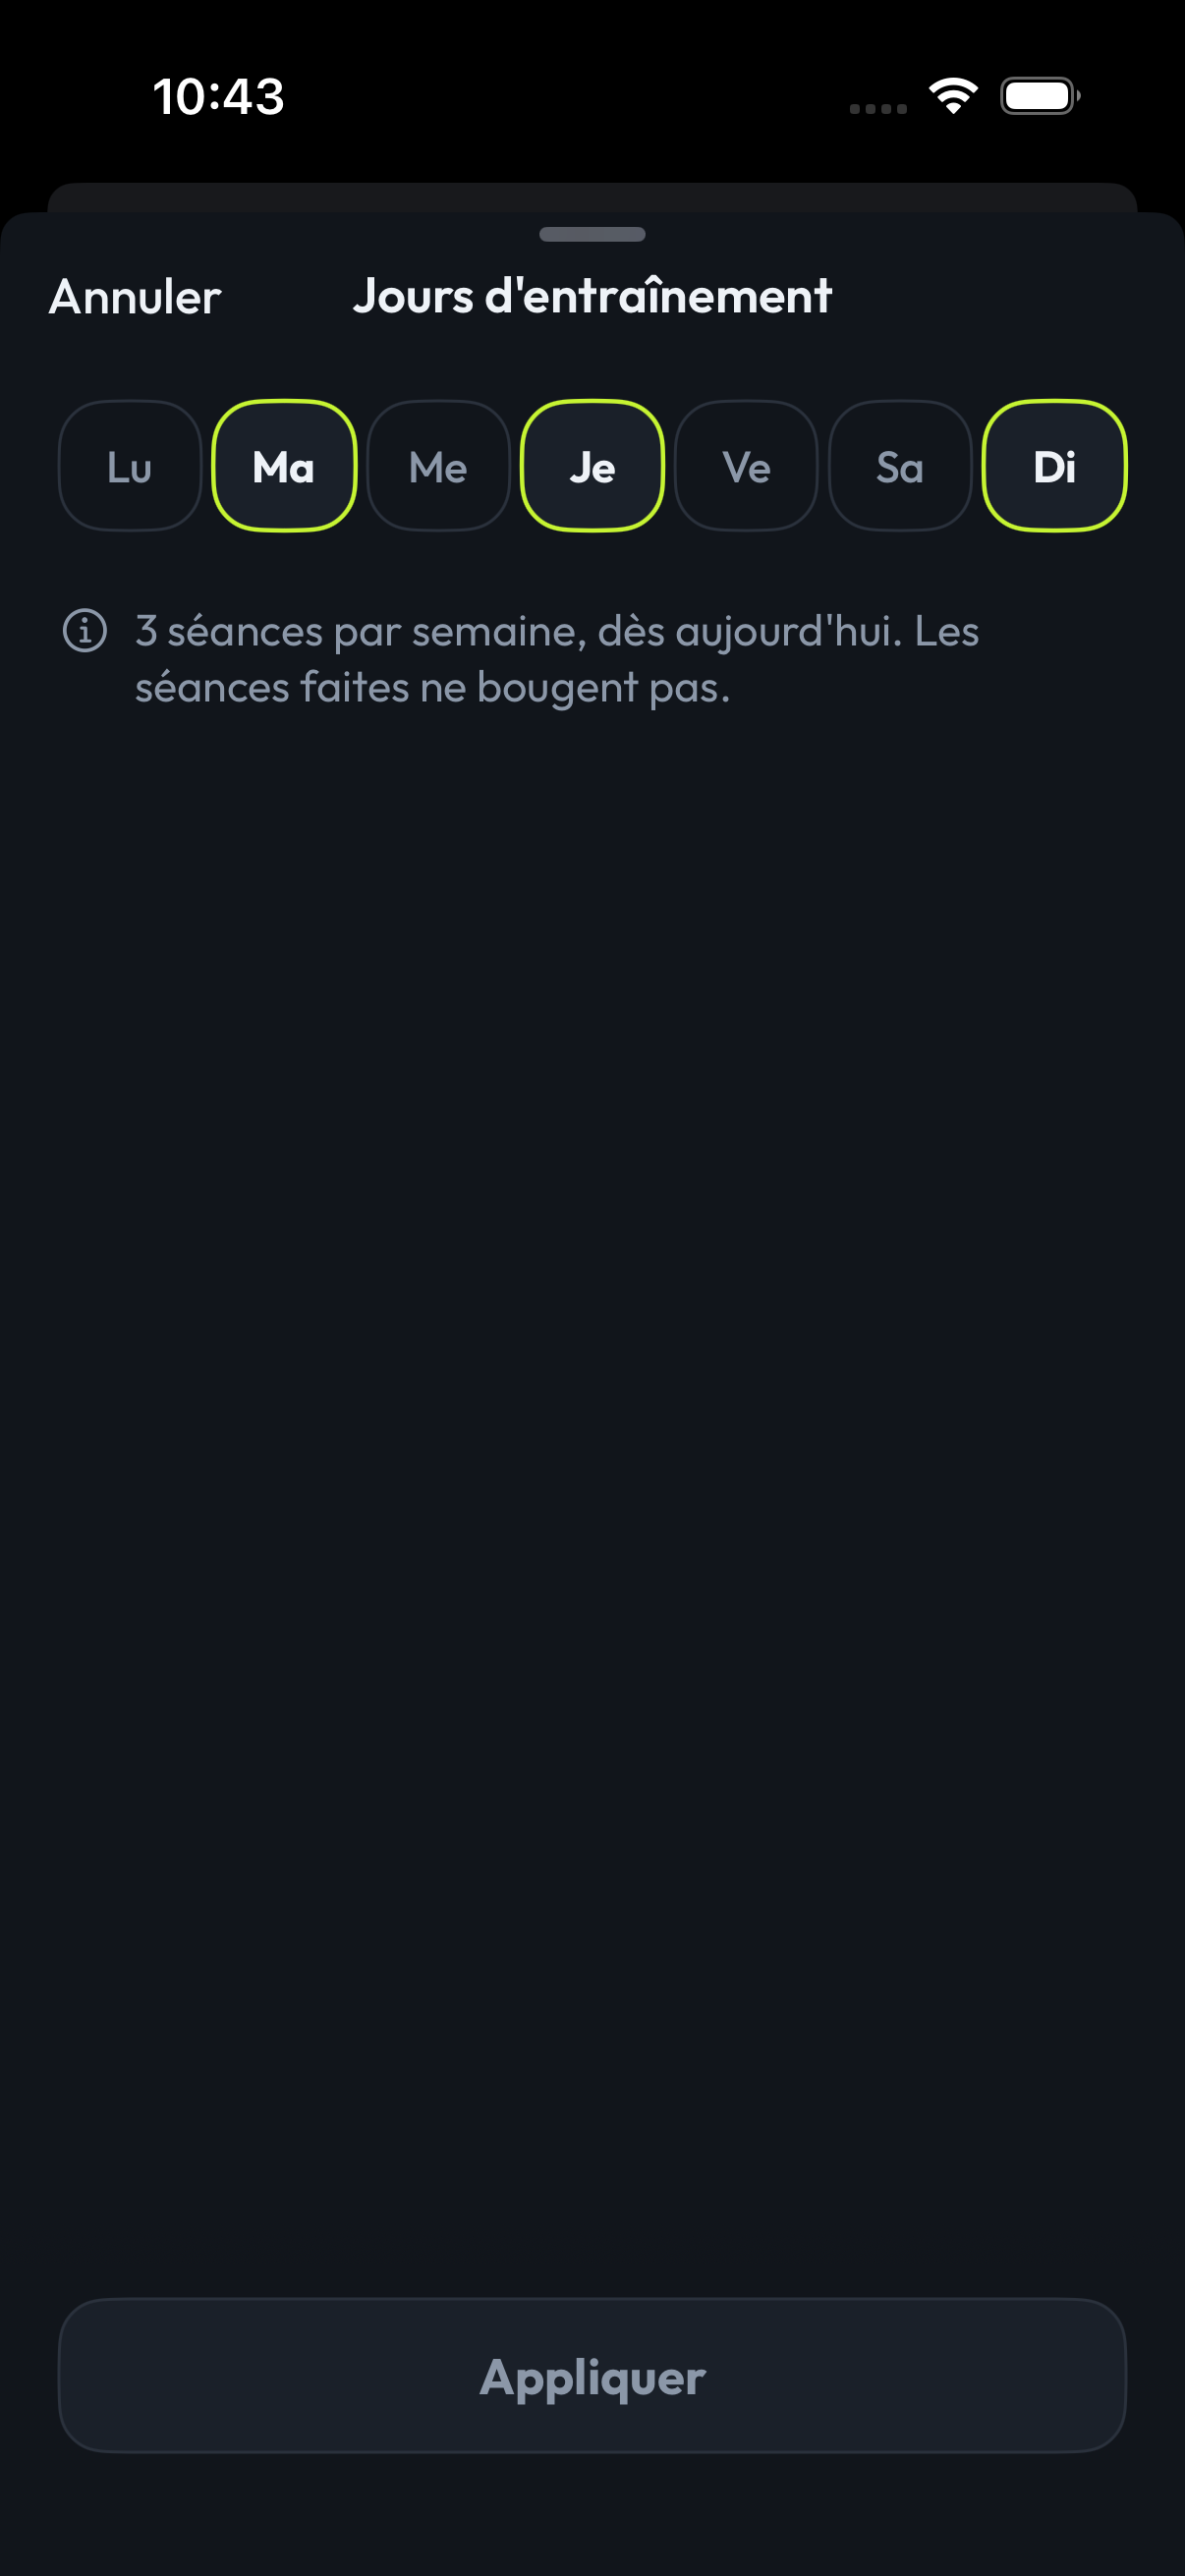 10:43
Annuler
Jours d'entraînement
Lu Ma Me Je Ve Sa Di
3 séances par semaine, dès aujourd'hui. Les
séances faites ne bougent pas.
Appliquer